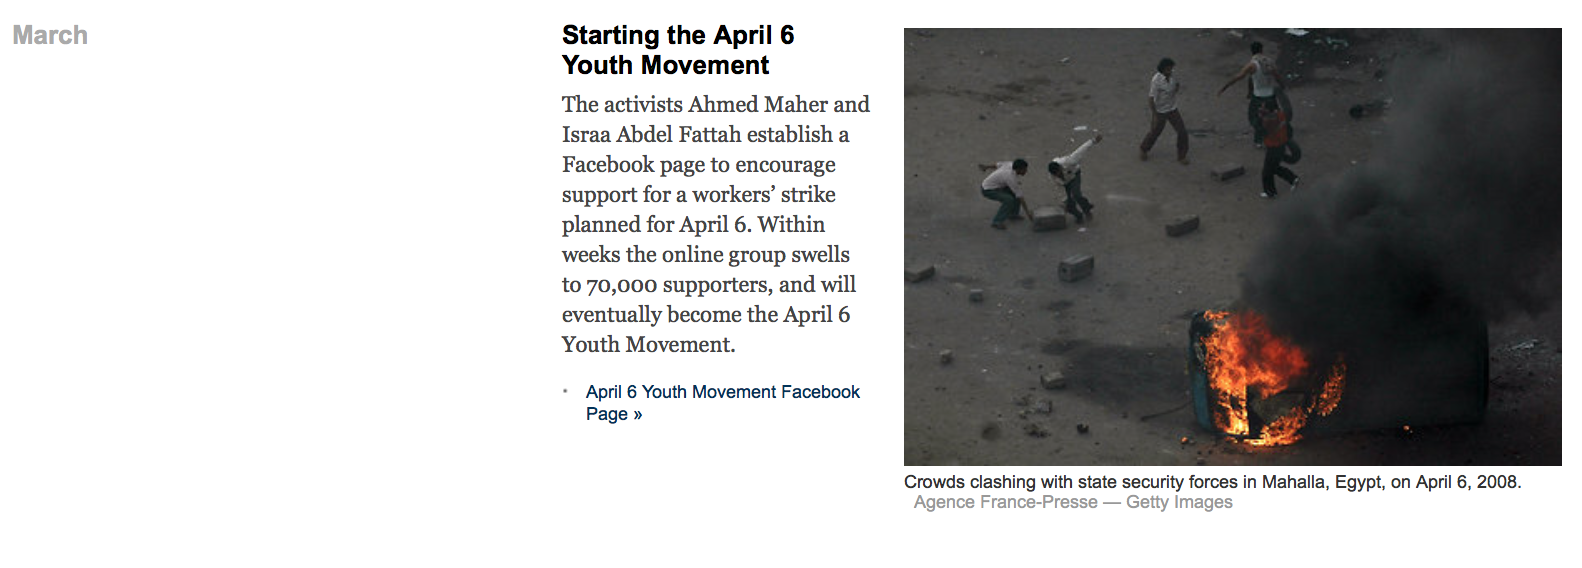 March
Starting the April 6
Youth Movement
The activists Ahmed Maher and
Israa Abdel Fattah establish a
Facebook page to encourage
support for a workers’ strike
planned for April 6. Within
weeks the online group swells
to 70,000 supporters, and will
eventually become the April 6
Youth Movement.
• April 6 Youth Movement Facebook
Page »
Crowds clashing with state security forces in Mahalla, Egypt, on April 6, 2008.
Agence France-Presse — Getty Images